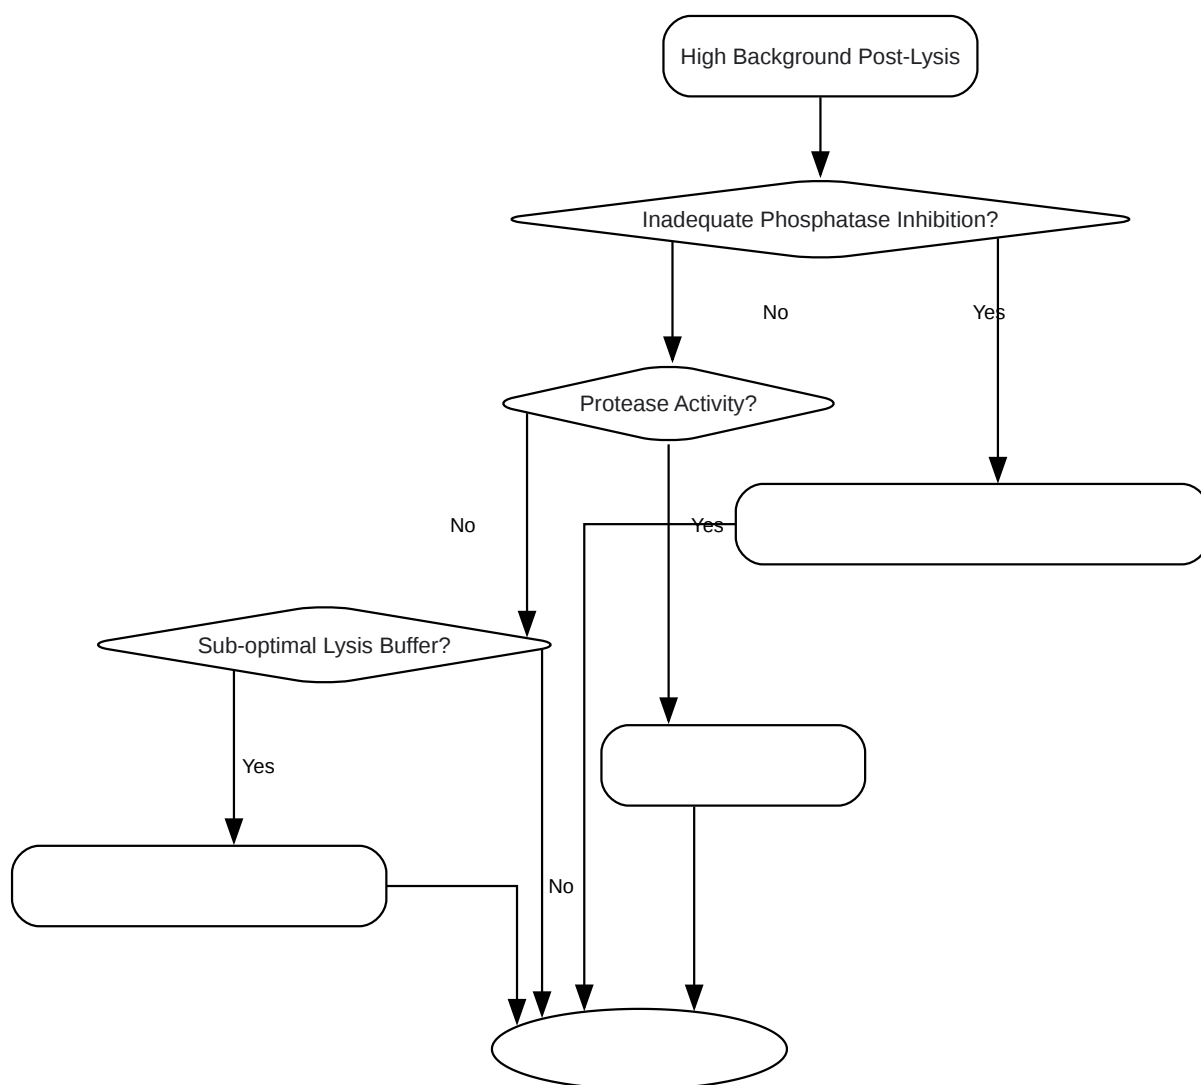 High Background Post-Lysis
Inadequate Phosphatase Inhibition?
No
Yes
Protease Activity?
No
Yes
Sub-optimal Lysis Buffer?
Yes
No